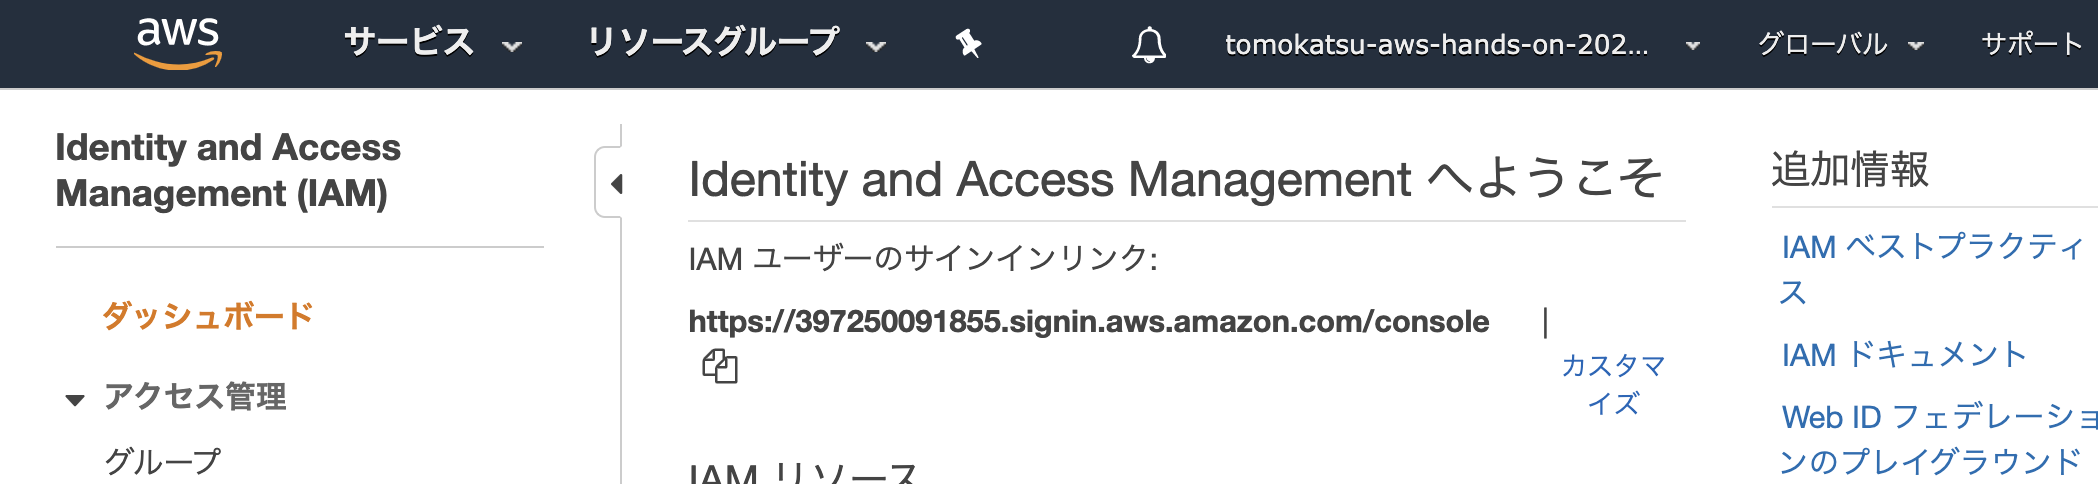 aws
サービス
リソースグループ
tomokatsu-aws-hands-on-202...
グローバル
サポート
Identity and Access
Management (IAM)
ダッシュボード
アクセス管理
グループ
Identity and Access Management へようこそ
IAM ユーザーのサインインリンク:
https://397250091855.signin.aws.amazon.com/console |
カスタマ
イズ
IAM リソース
追加情報
IAM ベストプラクティ
ス
IAM ドキュメント
Web ID フェデレーショ
ンのプレイグラウンド